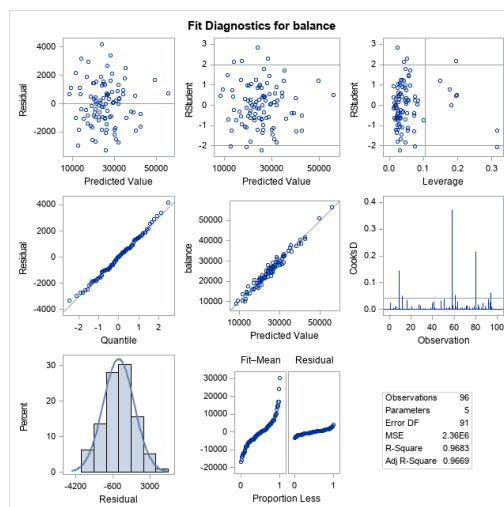 Fit Diagnostics for balance
4000
2000
0
-2000
Residual
10000 30000 50000
Predicted Value
3
2
1
0
-1
-2
RStudent
10000 30000 50000
Predicted Value
3
2
1
0
-1
-2
RStudent
0.0 0.1 0.2 0.3
Leverage
4000
2000
0
-2000
-4000
Residual
-2 -1 0 1 2
Quantile
50000
40000
30000
20000
10000
balance
10000 30000 50000
Predicted Value
0.4
0.3
0.2
0.1
0.0
Cook's D
0 20 40 60 80 100
Observation
30
20
10
0
Percent
-4200 -600 3000
Residual
Fit–Mean Residual
30000
20000
10000
0
-10000
-20000
0 1 0 1
Proportion Less
Observations 96
Parameters 5
Error DF 91
MSE 2.36E6
R-Square 0.9683
Adj R-Square 0.9669